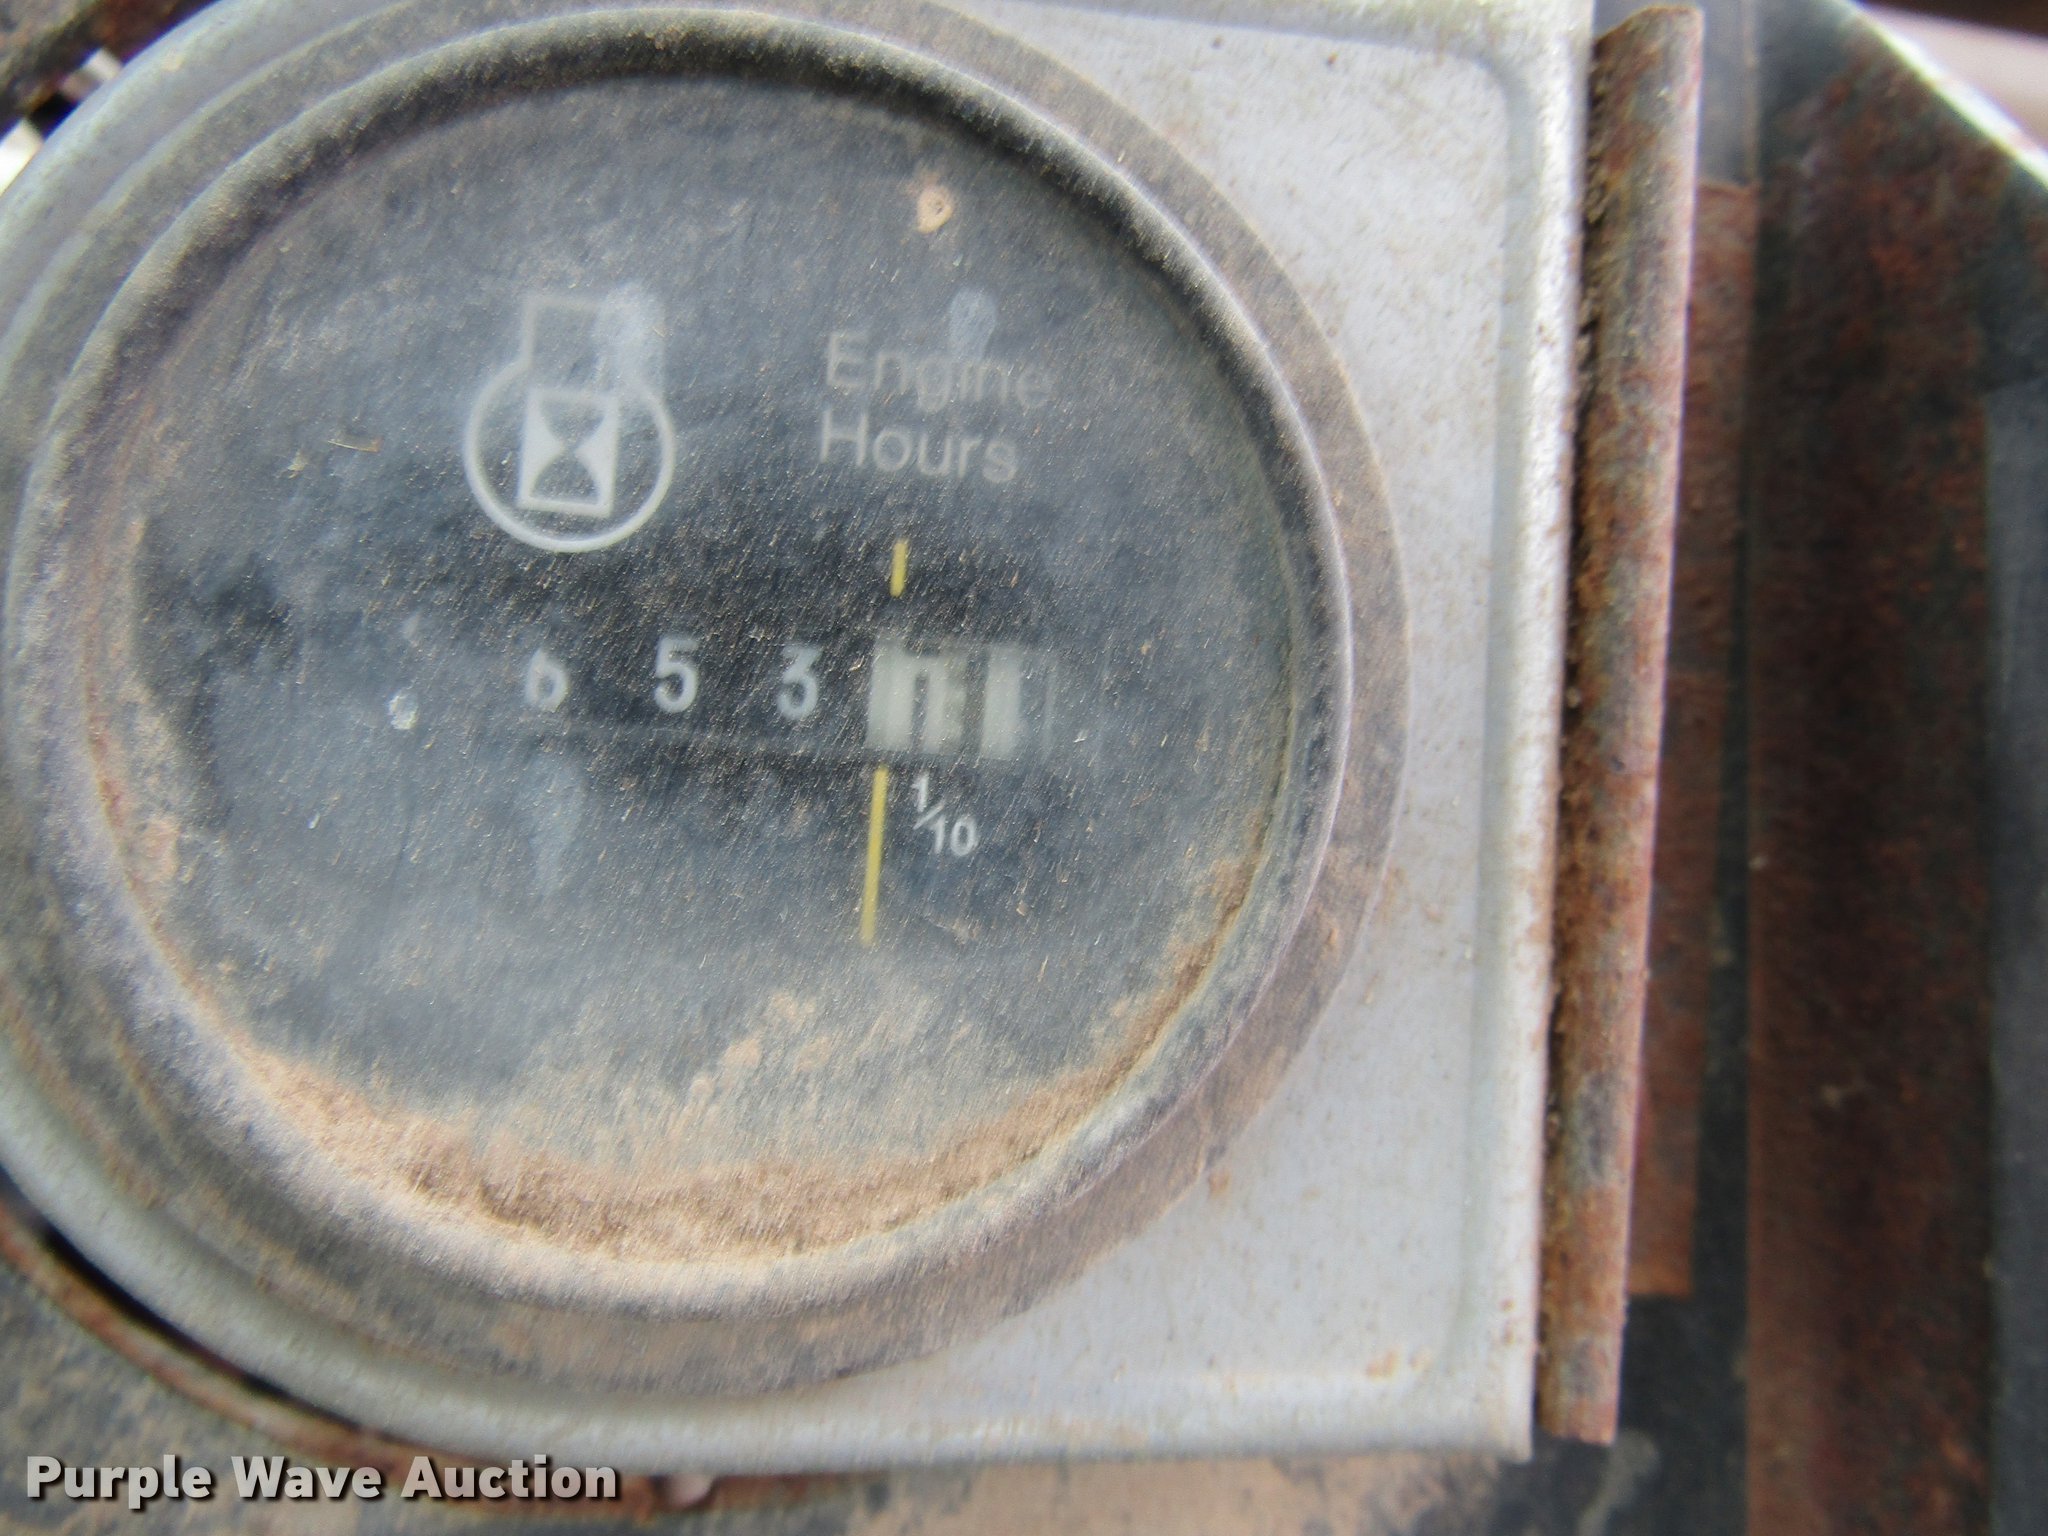 Engine
Hours
6 5 3
1/10
Purple Wave Auction